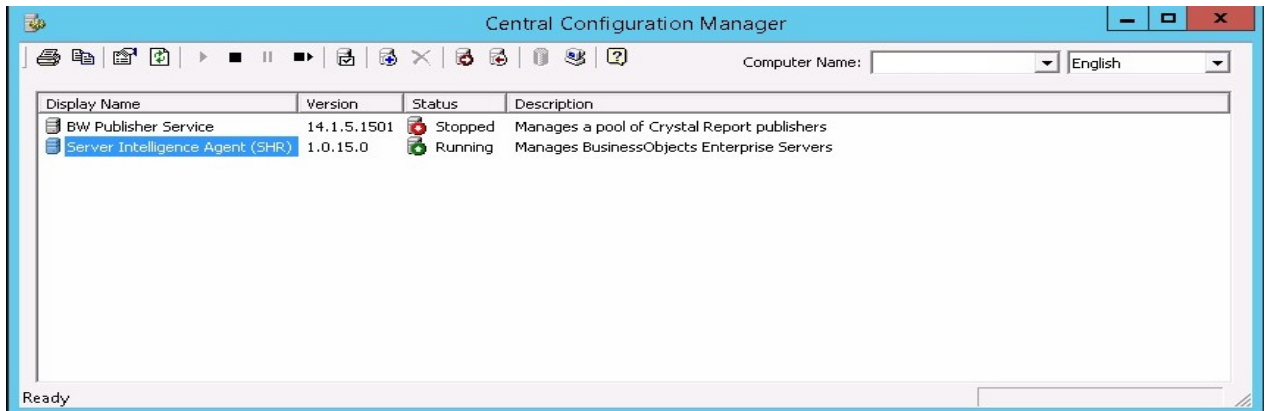 Central Configuration Manager
Computer Name: English
Display Name Version Status Description
BW Publisher Service 14.1.5.1501 Stopped Manages a pool of Crystal Report publishers
Server Intelligence Agent (SHR) 1.0.15.0 Running Manages BusinessObjects Enterprise Servers
Ready